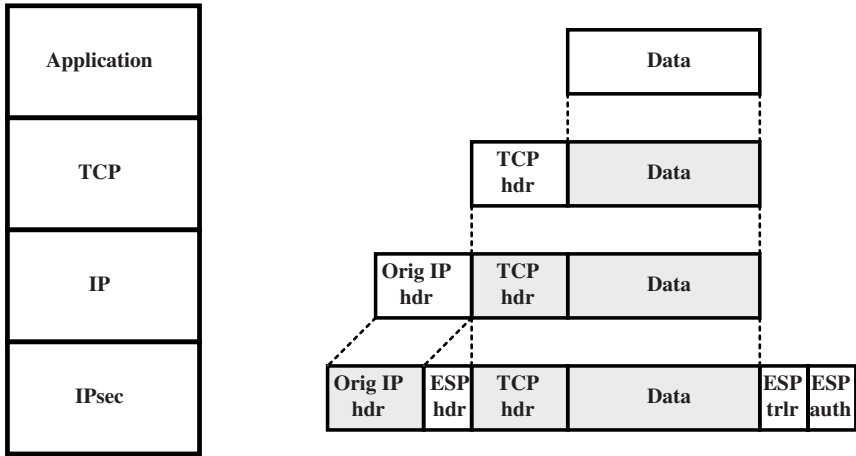 Application
Data
TCP
TCP
hdr
Data
IP
Orig IP
hdr
TCP
hdr
Data
IPsec
Orig IP
hdr
ESP
hdr
TCP
hdr
Data
ESP
trlr
ESP
auth